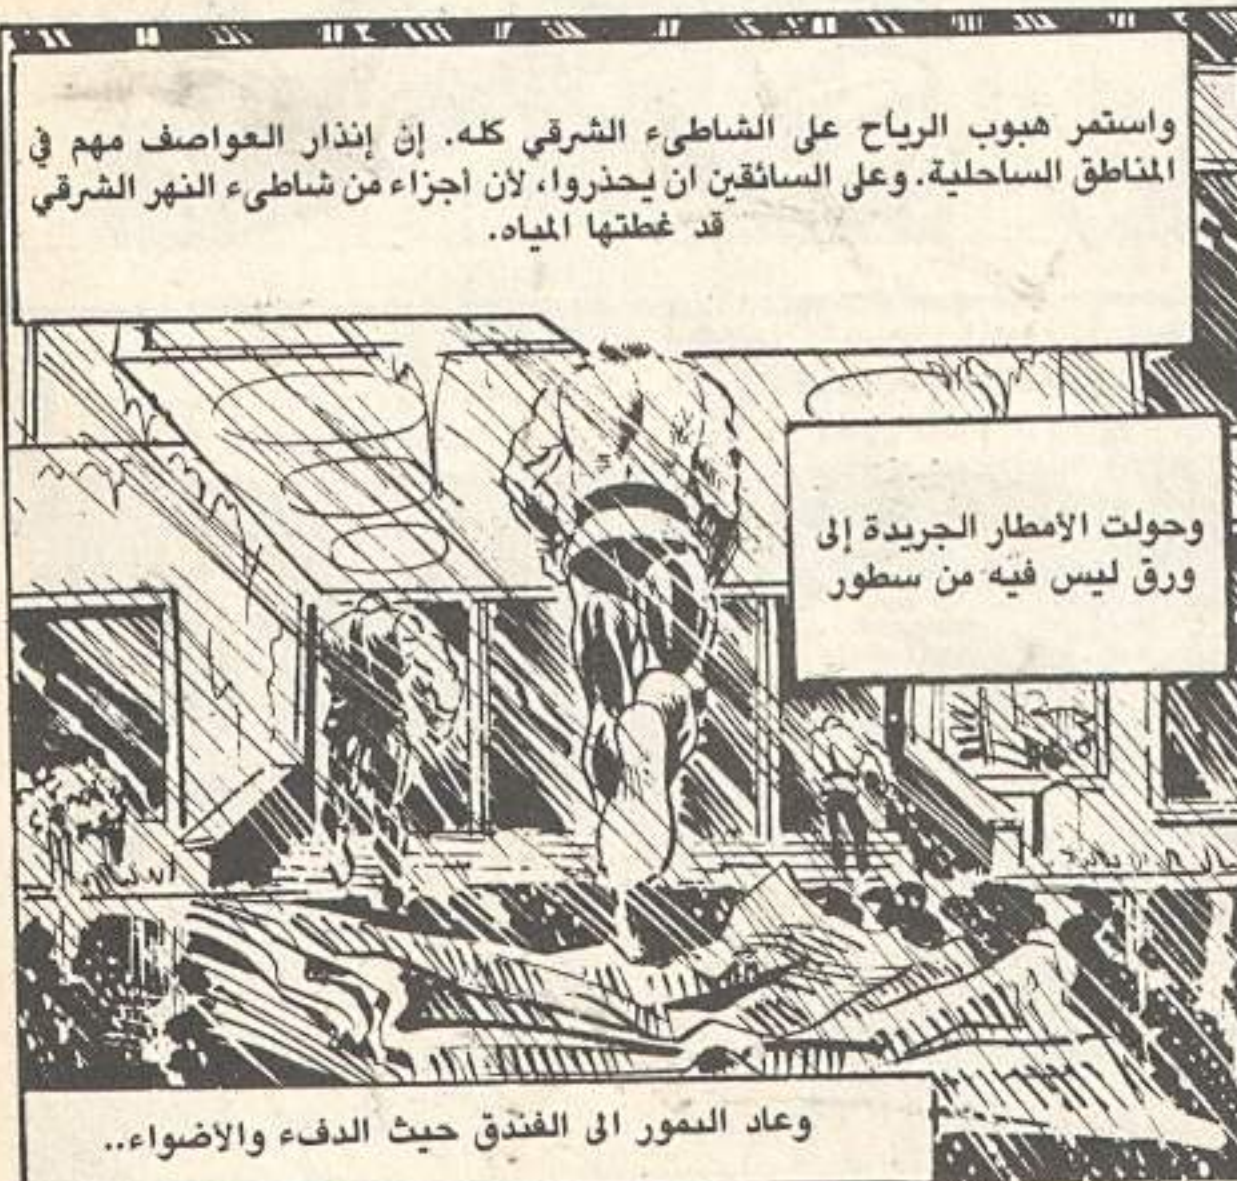 واستمر هبوب الرياح على الشاطىء الشرقي كله. إن إنذار العواصف مهم في
المناطق الساحلية. وعلى السائقين ان يحذروا، لأن أجزاء من شاطىء النهر الشرقي
قد غطتها المياه.
وحولت الأمطار الجريدة إلى
ورق ليس فيه من سطور
وعاد النمور الى الفندق حيث الدفء والاضواء..